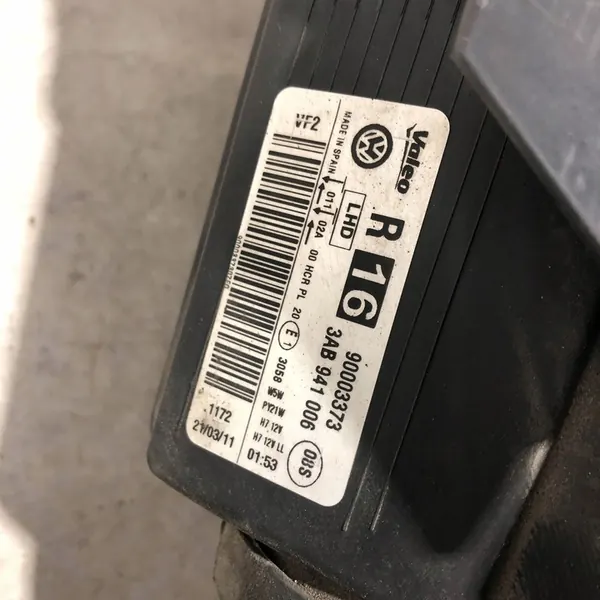 Valeo
R 16 90003373
LHD 3AB 941 006
MADE IN SPAIN 011 02A 00 HCR PL 20 E1 3058
W5W
PY21W
H7 12V
H7 12V LL
08S
VF2
1172
21/03/11
01:53